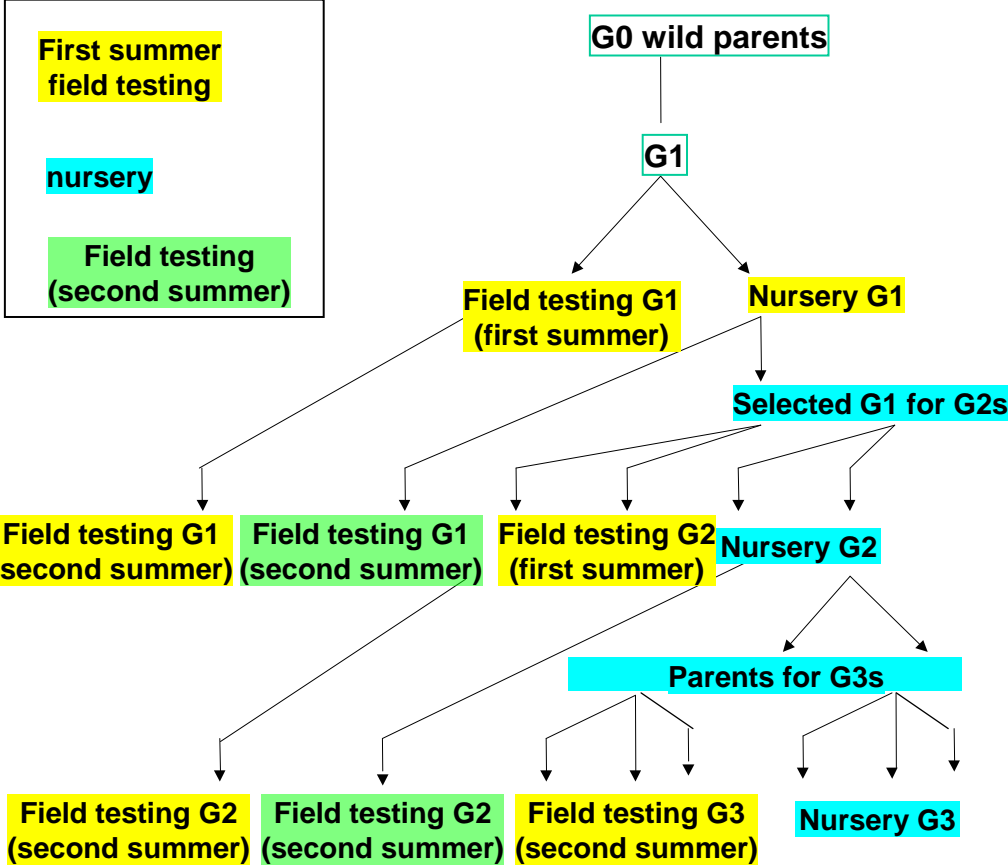 First summer
field testing
nursery
Field testing
(second summer)
G0 wild parents
G1
Field testing G1
(first summer)
Nursery G1
Selected G1 for G2s
Field testing G1
second summer)
Field testing G1
(second summer)
Field testing G2
(first summer)
Nursery G2
Parents for G3s
Field testing G2
(second summer)
Field testing G2
(second summer)
Field testing G3
(second summer)
Nursery G3